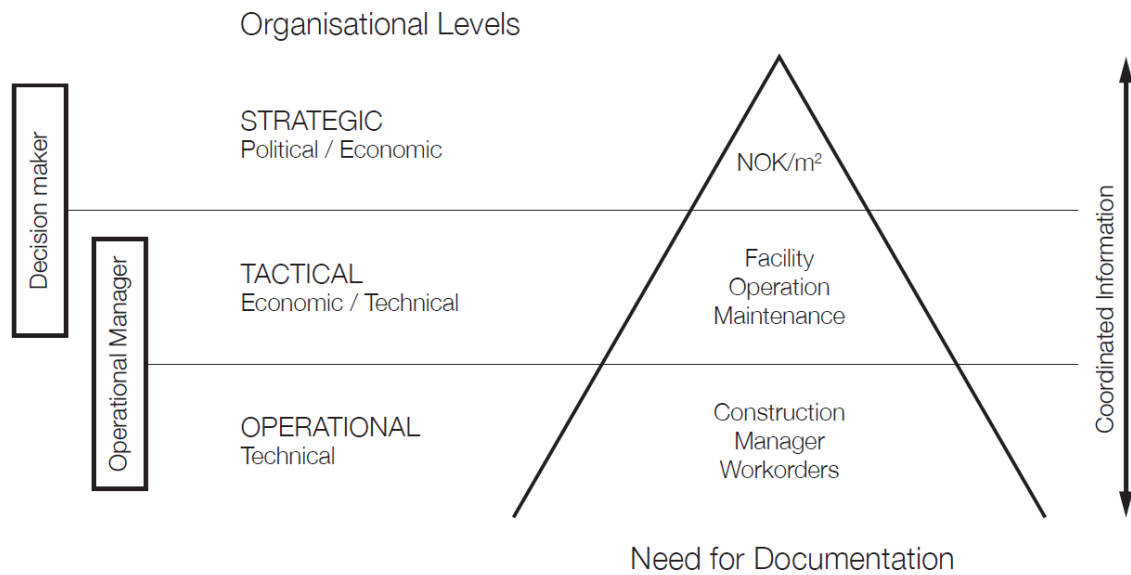 Organisational Levels
Decision maker
Operational Manager
STRATEGIC
Political / Economic
NOK/m²
TACTICAL
Economic / Technical
Facility
Operation
Maintenance
OPERATIONAL
Technical
Construction
Manager
Workorders
Coordinated Information
Need for Documentation